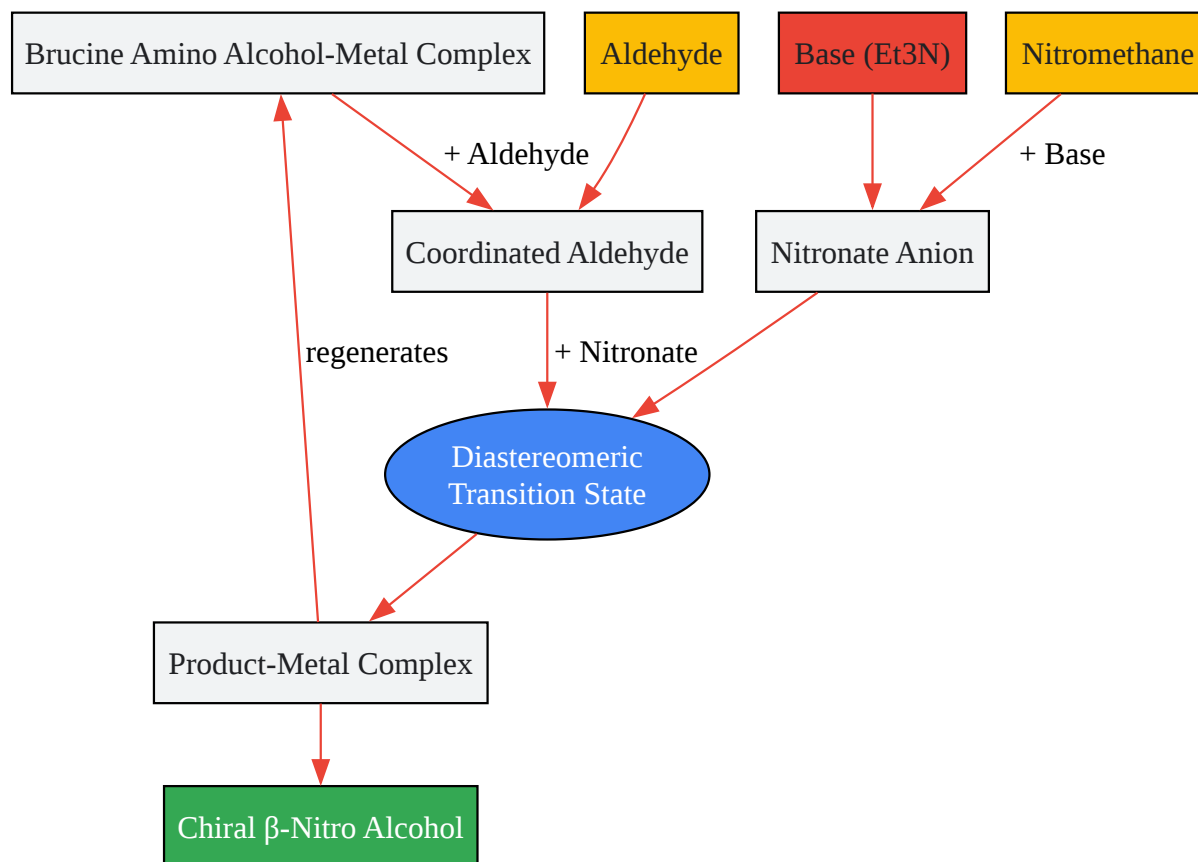 Brucine Amino Alcohol-Metal Complex
Aldehyde
Base (Et3N)
Nitromethane
+ Aldehyde
+ Base
Coordinated Aldehyde
Nitronate Anion
regenerates
+ Nitronate
Diastereomeric
Transition State
Product-Metal Complex
Chiral β-Nitro Alcohol